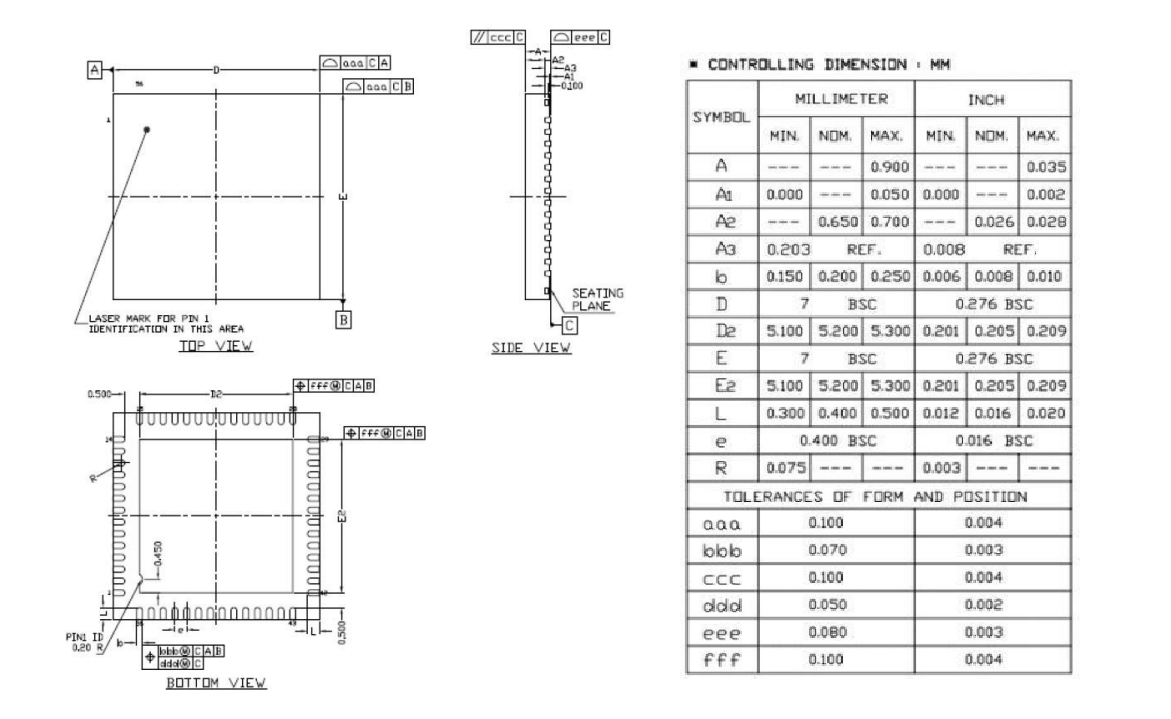 // ccc C
⌓ eee C
A
A2
A3
A1
0.100
A
D
⌓ aaa C A
⌓ aaa C B
56
1
E
B
LASER MARK FOR PIN 1
IDENTIFICATION IN THIS AREA
TOP VIEW
SEATING
PLANE
C
SIDE VIEW
0.500
D2
⌖ fff Ⓜ C A B
⌖ fff Ⓜ C A B
15
28
14
29
R
E2
0.450
1
42
L
56
43
PIN1 ID
0.20 R
b
e
L
0.500
⌖ bbb Ⓜ C A B
ddd Ⓜ C
BOTTOM VIEW
■ CONTROLLING DIMENSION : MM
SYMBOL MILLIMETER INCH
MIN. NOM. MAX. MIN. NOM. MAX.
A --- --- 0.900 --- --- 0.035
A1 0.000 --- 0.050 0.000 --- 0.002
A2 --- 0.650 0.700 --- 0.026 0.028
A3 0.203 REF. 0.008 REF.
b 0.150 0.200 0.250 0.006 0.008 0.010
D 7 BSC 0.276 BSC
D2 5.100 5.200 5.300 0.201 0.205 0.209
E 7 BSC 0.276 BSC
E2 5.100 5.200 5.300 0.201 0.205 0.209
L 0.300 0.400 0.500 0.012 0.016 0.020
e 0.400 BSC 0.016 BSC
R 0.075 --- --- 0.003 --- ---
TOLERANCES OF FORM AND POSITION
aaa 0.100 0.004
bbb 0.070 0.003
ccc 0.100 0.004
ddd 0.050 0.002
eee 0.080 0.003
fff 0.100 0.004